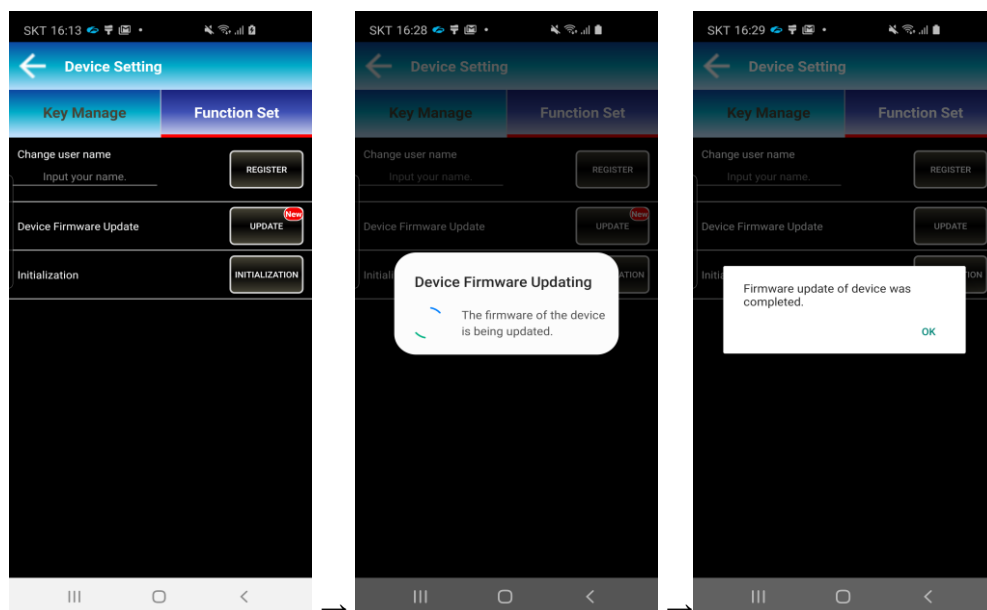 SKT 16:13
Device Setting
Key Manage
Function Set
Change user name
Input your name.
REGISTER
Device Firmware Update
New
UPDATE
Initialization
INITIALIZATION
→
SKT 16:28
Device Setting
Key Manage
Function Set
Change user name
Input your name.
REGISTER
Device Firmware Update
New
UPDATE
Initiali
ATION
Device Firmware Updating
The firmware of the device
is being updated.
→
SKT 16:29
Device Setting
Key Manage
Function Set
Change user name
Input your name.
REGISTER
Device Firmware Update
UPDATE
Initia
ION
Firmware update of device was
completed.
OK